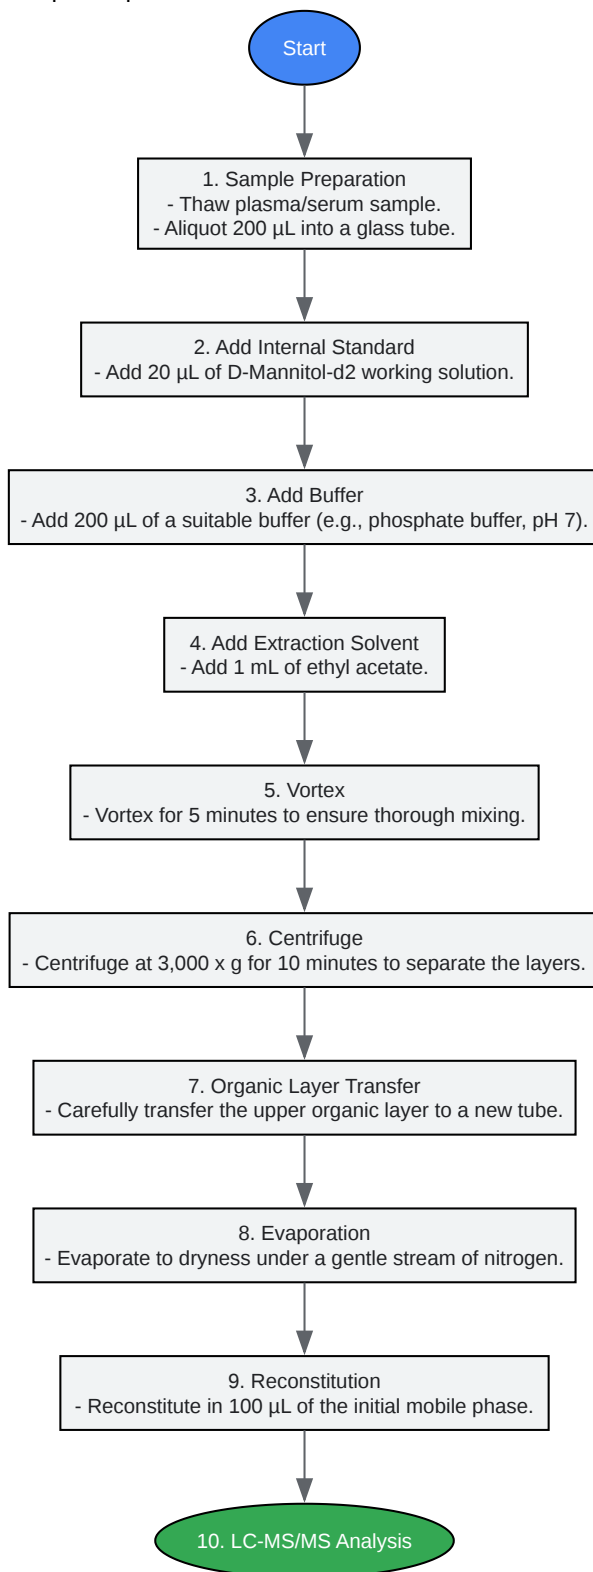 Start
1. Sample Preparation
- Thaw plasma/serum sample.
- Aliquot 200 µL into a glass tube.
2. Add Internal Standard
- Add 20 µL of D-Mannitol-d2 working solution.
3. Add Buffer
- Add 200 µL of a suitable buffer (e.g., phosphate buffer, pH 7).
4. Add Extraction Solvent
- Add 1 mL of ethyl acetate.
5. Vortex
- Vortex for 5 minutes to ensure thorough mixing.
6. Centrifuge
- Centrifuge at 3,000 x g for 10 minutes to separate the layers.
7. Organic Layer Transfer
- Carefully transfer the upper organic layer to a new tube.
8. Evaporation
- Evaporate to dryness under a gentle stream of nitrogen.
9. Reconstitution
- Reconstitute in 100 µL of the initial mobile phase.
10. LC-MS/MS Analysis